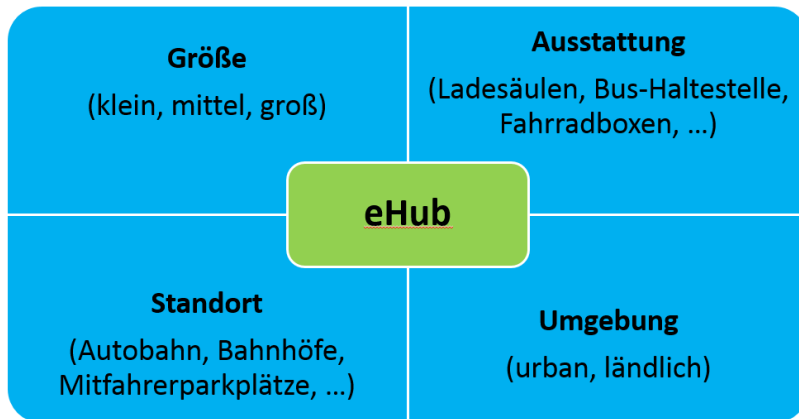 Größe
(klein, mittel, groß)
Ausstattung
(Ladesäulen, Bus-Haltestelle,
Fahrradboxen, ...)
eHub
Standort
(Autobahn, Bahnhöfe,
Mitfahrerparkplätze, ...)
Umgebung
(urban, ländlich)